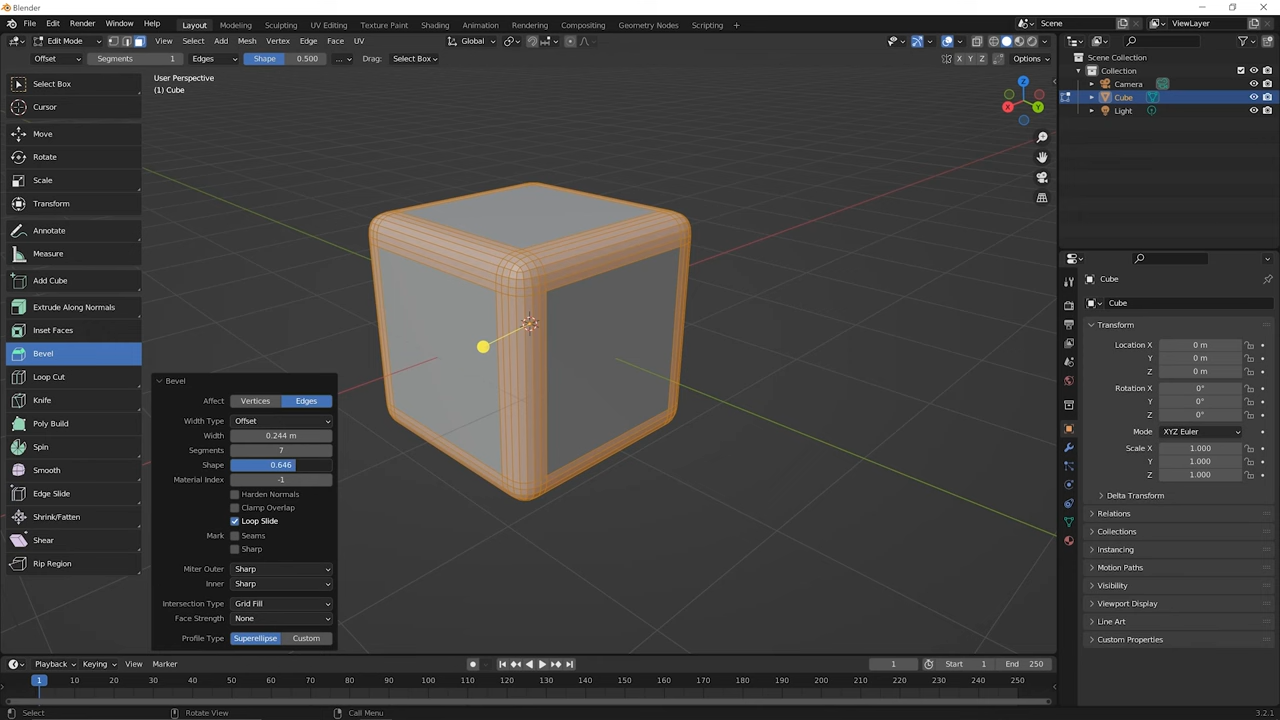 Blender
File Edit Render Window Help Layout Modeling Sculpting UV Editing Texture Paint Shading Animation Rendering Compositing Geometry Nodes Scripting + Scene ViewLayer
Edit Mode View Select Add Mesh Vertex Edge Face UV Global
Offset Segments 1 Edges Shape 0.500 ... Drag: Select Box X Y Z Options
User Perspective
(1) Cube
Select Box
Cursor
Move
Rotate
Scale
Transform
Annotate
Measure
Add Cube
Extrude Along Normals
Inset Faces
Bevel
Loop Cut
Knife
Poly Build
Spin
Smooth
Edge Slide
Shrink/Fatten
Shear
Rip Region
Bevel
Affect Vertices Edges
Width Type Offset
Width 0.244 m
Segments 7
Shape 0.646
Material Index -1
Harden Normals
Clamp Overlap
Loop Slide
Mark Seams
Sharp
Miter Outer Sharp
Inner Sharp
Intersection Type Grid Fill
Face Strength None
Profile Type Superellipse Custom
Z
X Y
Scene Collection
Collection
Camera
Cube
Light
Cube
Cube
Transform
Location X 0 m
Y 0 m
Z 0 m
Rotation X 0°
Y 0°
Z 0°
Mode XYZ Euler
Scale X 1.000
Y 1.000
Z 1.000
Delta Transform
Relations
Collections
Instancing
Motion Paths
Visibility
Viewport Display
Line Art
Custom Properties
Playback Keying View Marker 1 Start 1 End 250
1 10 20 30 40 50 60 70 80 90 100 110 120 130 140 150 160 170 180 190 200 210 220 230 240 250
Select Rotate View Call Menu 3.2.1